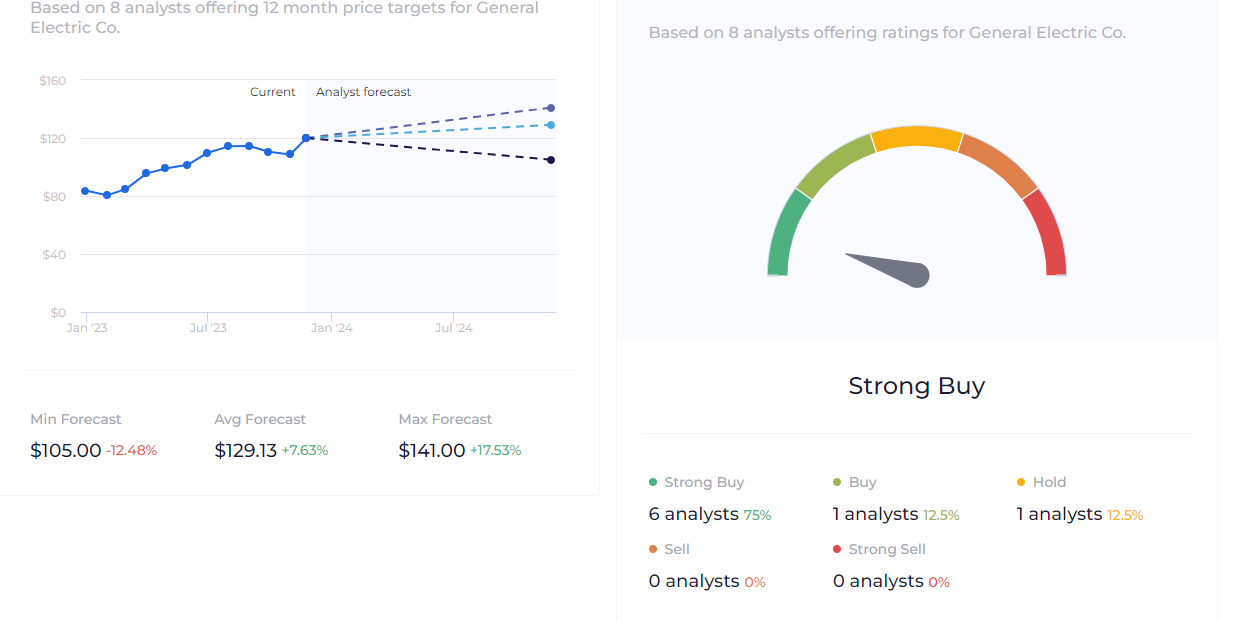 Based on 8 analysts offering 12 month price targets for General
Electric Co.
$160
$120
$80
$40
$0
Current
Analyst forecast
Jan '23
Jul '23
Jan '24
Jul '24
Min Forecast
$105.00 -12.48%
Avg Forecast
$129.13 +7.63%
Max Forecast
$141.00 +17.53%
Based on 8 analysts offering ratings for General Electric Co.
Strong Buy
Strong Buy
6 analysts 75%
Buy
1 analysts 12.5%
Hold
1 analysts 12.5%
Sell
0 analysts 0%
Strong Sell
0 analysts 0%